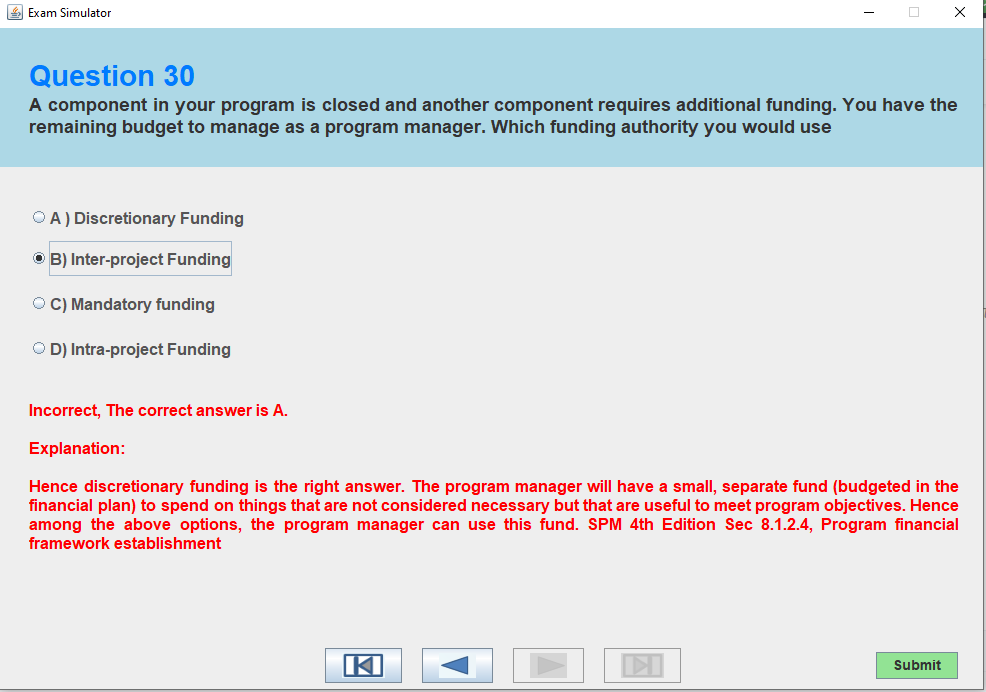 Exam Simulator
Question 30
A component in your program is closed and another component requires additional funding. You have the
remaining budget to manage as a program manager. Which funding authority you would use
A ) Discretionary Funding
B) Inter-project Funding
C) Mandatory funding
D) Intra-project Funding
Incorrect, The correct answer is A.
Explanation:
Hence discretionary funding is the right answer. The program manager will have a small, separate fund (budgeted in the
financial plan) to spend on things that are not considered necessary but that are useful to meet program objectives. Hence
among the above options, the program manager can use this fund. SPM 4th Edition Sec 8.1.2.4, Program financial
framework establishment
Submit